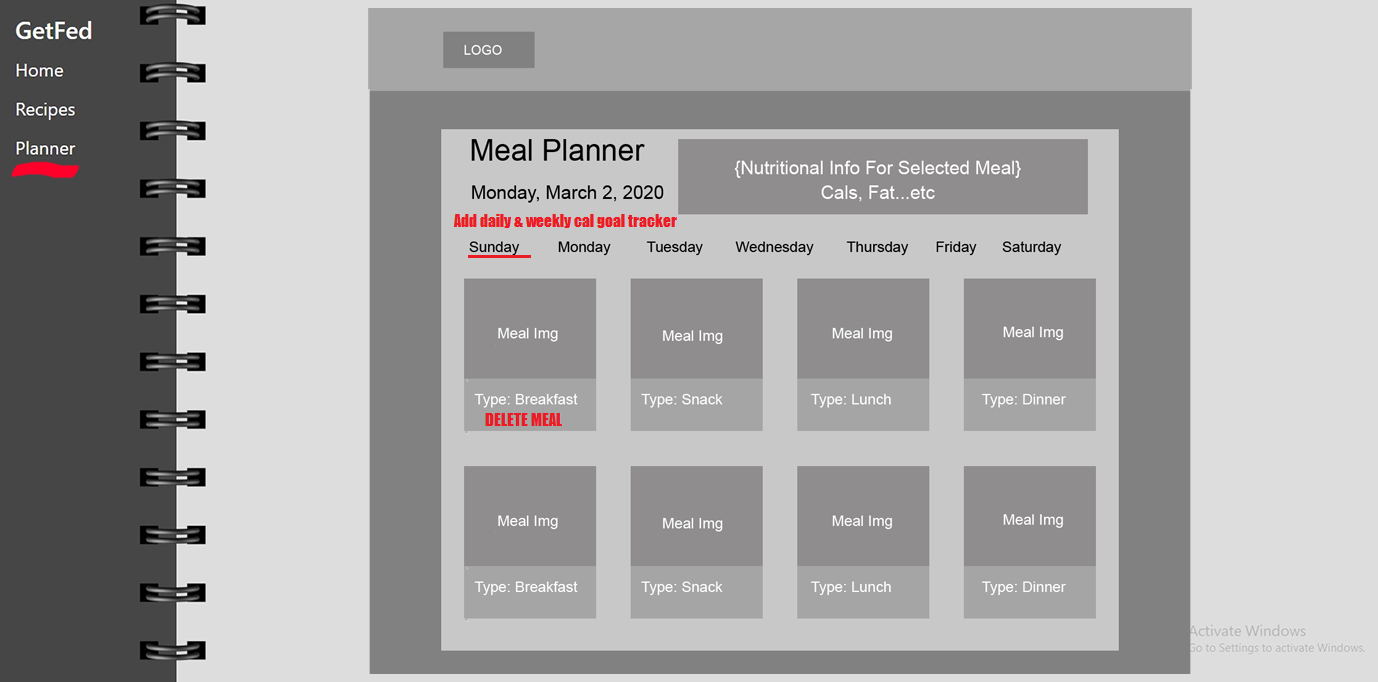 GetFed
Home
Recipes
Planner
LOGO
Meal Planner
Monday, March 2, 2020
{Nutritional Info For Selected Meal}
Cals, Fat...etc
Add daily & weekly cal goal tracker
Sunday Monday Tuesday Wednesday Thursday Friday Saturday
Meal Img Meal Img Meal Img Meal Img
Type: Breakfast Type: Snack Type: Lunch Type: Dinner
DELETE MEAL
Meal Img Meal Img Meal Img Meal Img
Type: Breakfast Type: Snack Type: Lunch Type: Dinner
Activate Windows
Go to Settings to activate Windows.